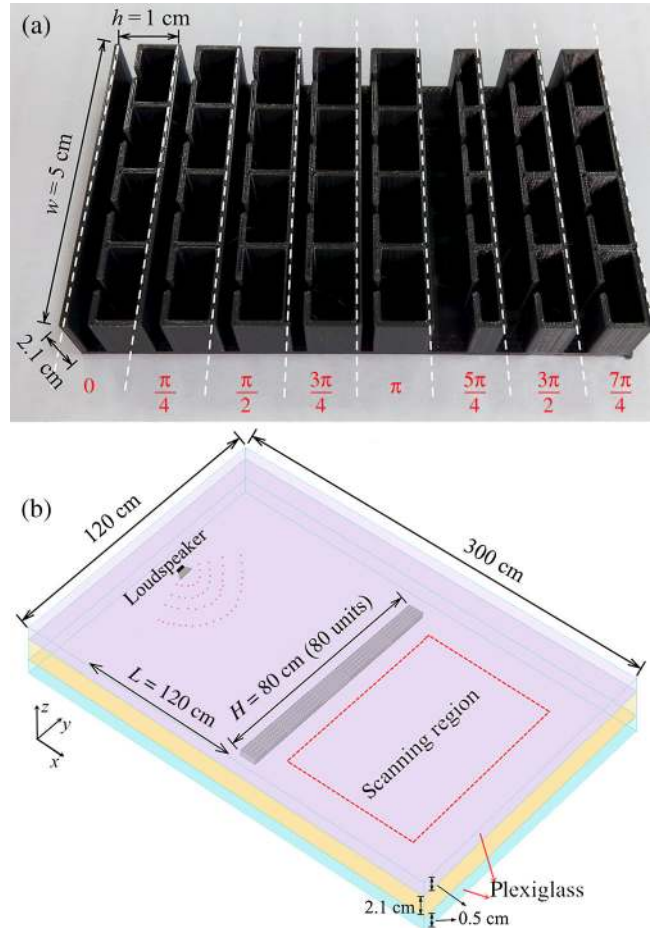 (a)
h = 1 cm
w = 5 cm
2.1 cm
0 π/4 π/2 3π/4 π 5π/4 3π/2 7π/4
(b)
120 cm
300 cm
Loudspeaker
H = 80 cm (80 units)
L = 120 cm
Scanning region
z
y
x
Plexiglass
2.1 cm
0.5 cm